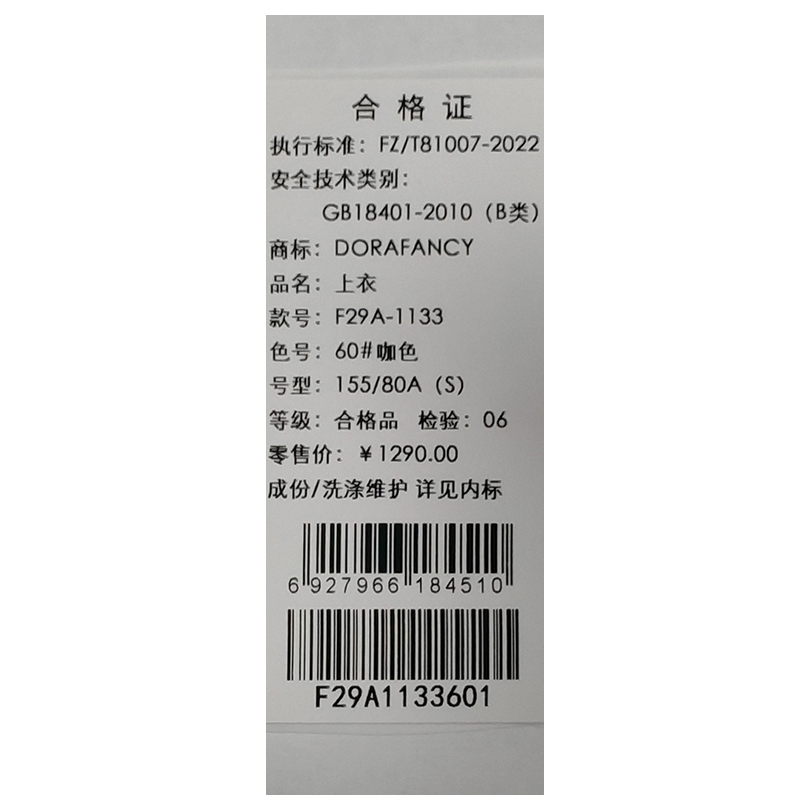 合格证
执行标准：FZ/T81007-2022
安全技术类别：
GB18401-2010（B类）
商标：DORAFANCY
品名：上衣
款号：F29A-1133
色号：60#咖色
号型：155/80A（S）
等级：合格品 检验：06
零售价：￥1290.00
成份/洗涤维护 详见内标
6 927966 184510
F29A1133601